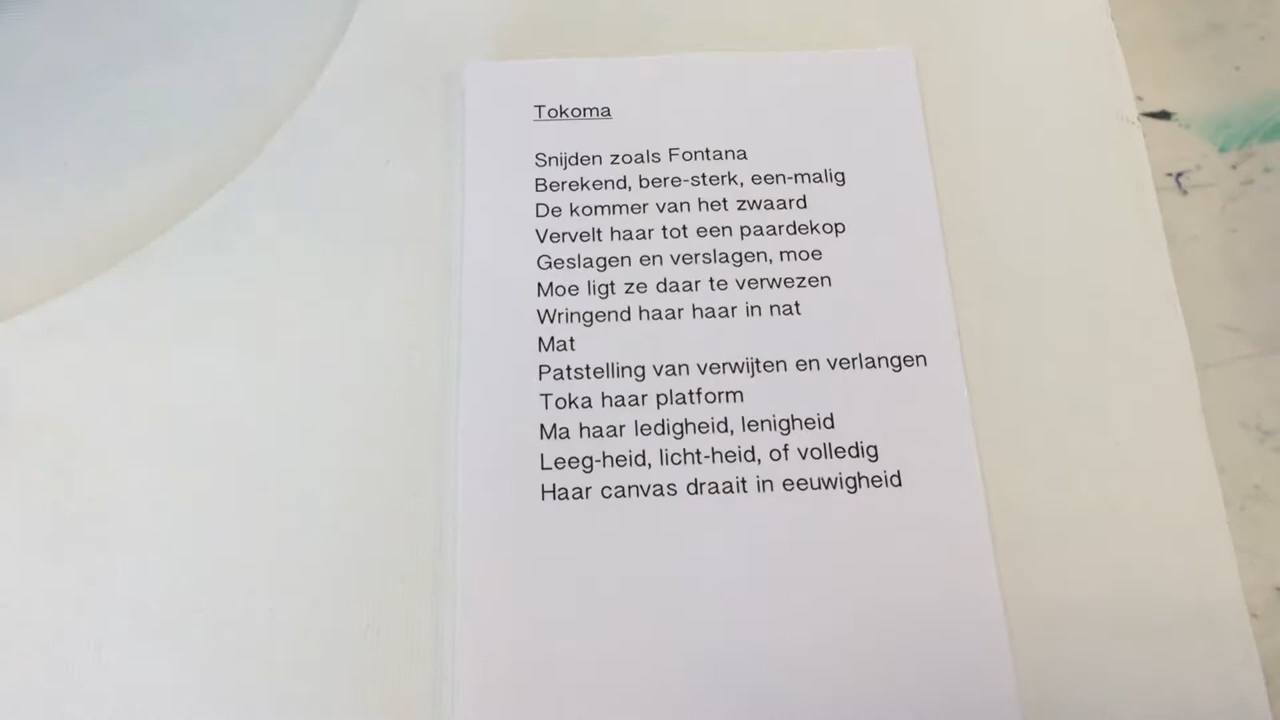 Tokoma
Snijden zoals Fontana
Berekend, bere-sterk, een-malig
De kommer van het zwaard
Vervelt haar tot een paardekop
Geslagen en verslagen, moe
Moe ligt ze daar te verwezen
Wringend haar haar in nat
Mat
Patstelling van verwijten en verlangen
Toka haar platform
Ma haar ledigheid, lenigheid
Leeg-heid, licht-heid, of volledig
Haar canvas draait in eeuwigheid